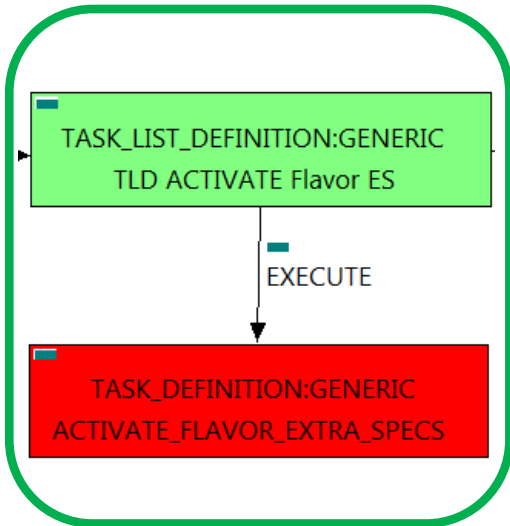 TASK_LIST_DEFINITION:GENERIC
TLD ACTIVATE Flavor ES
EXECUTE
TASK_DEFINITION:GENERIC
ACTIVATE_FLAVOR_EXTRA_SPECS